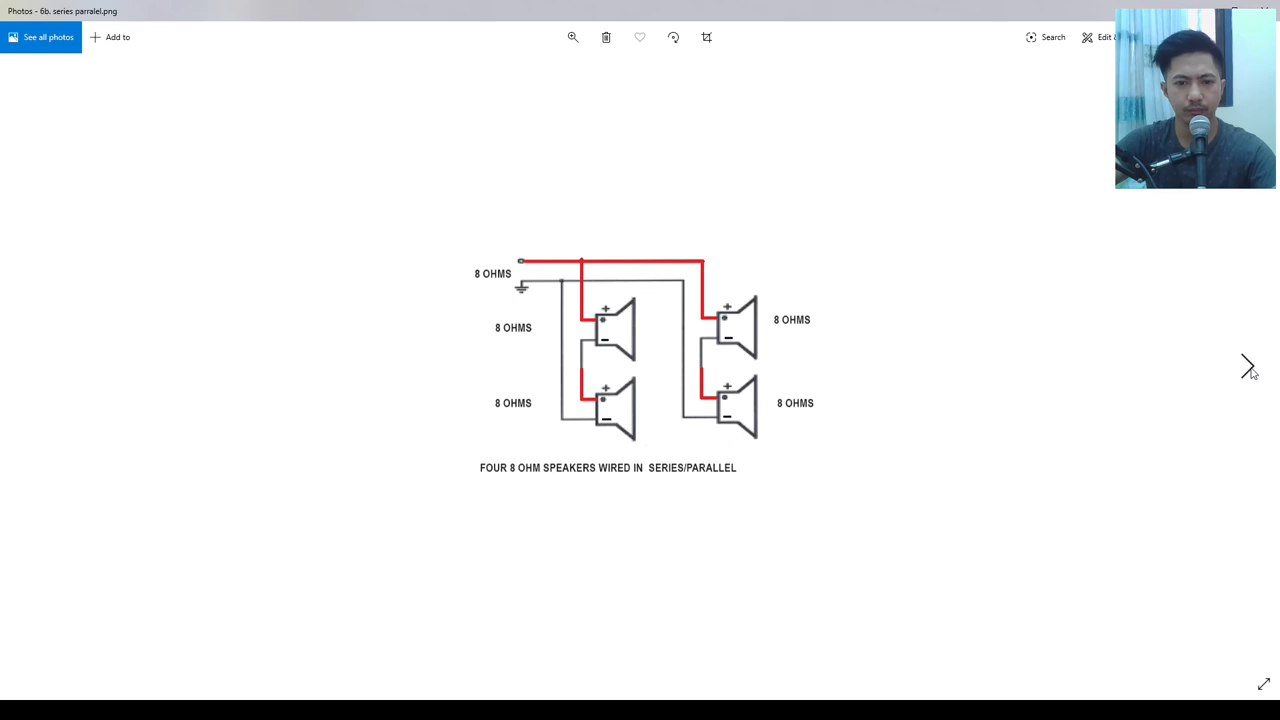 Photos - 6b. series parralel.png
See all photos
Add to
Search
Edit &
8 OHMS
8 OHMS
8 OHMS
8 OHMS
8 OHMS
FOUR 8 OHM SPEAKERS WIRED IN SERIES/PARALLEL